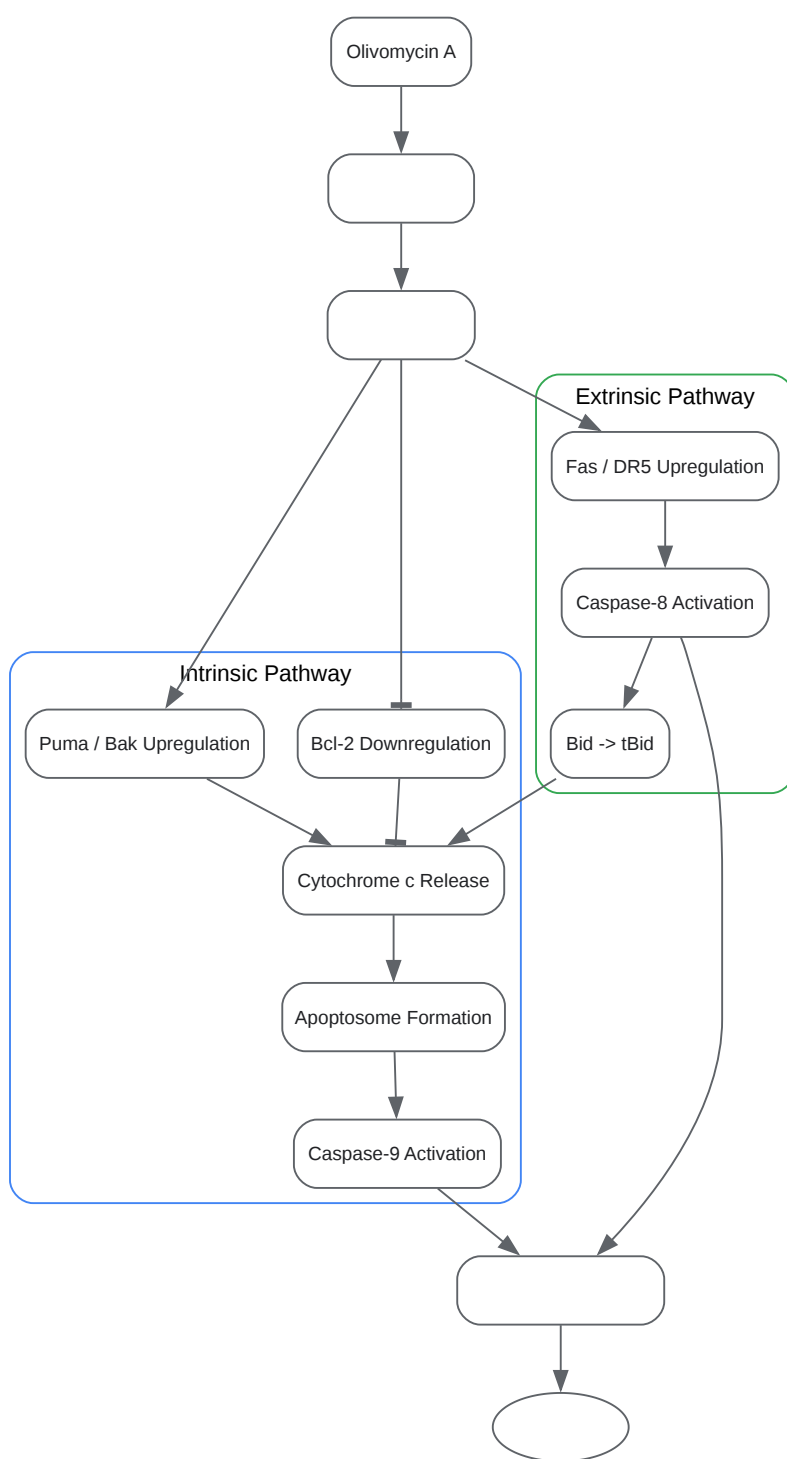 Olivomycin A
Extrinsic Pathway
Fas / DR5 Upregulation
Caspase-8 Activation
Intrinsic Pathway
Puma / Bak Upregulation
Bcl-2 Downregulation
Bid -> tBid
Cytochrome c Release
Apoptosome Formation
Caspase-9 Activation